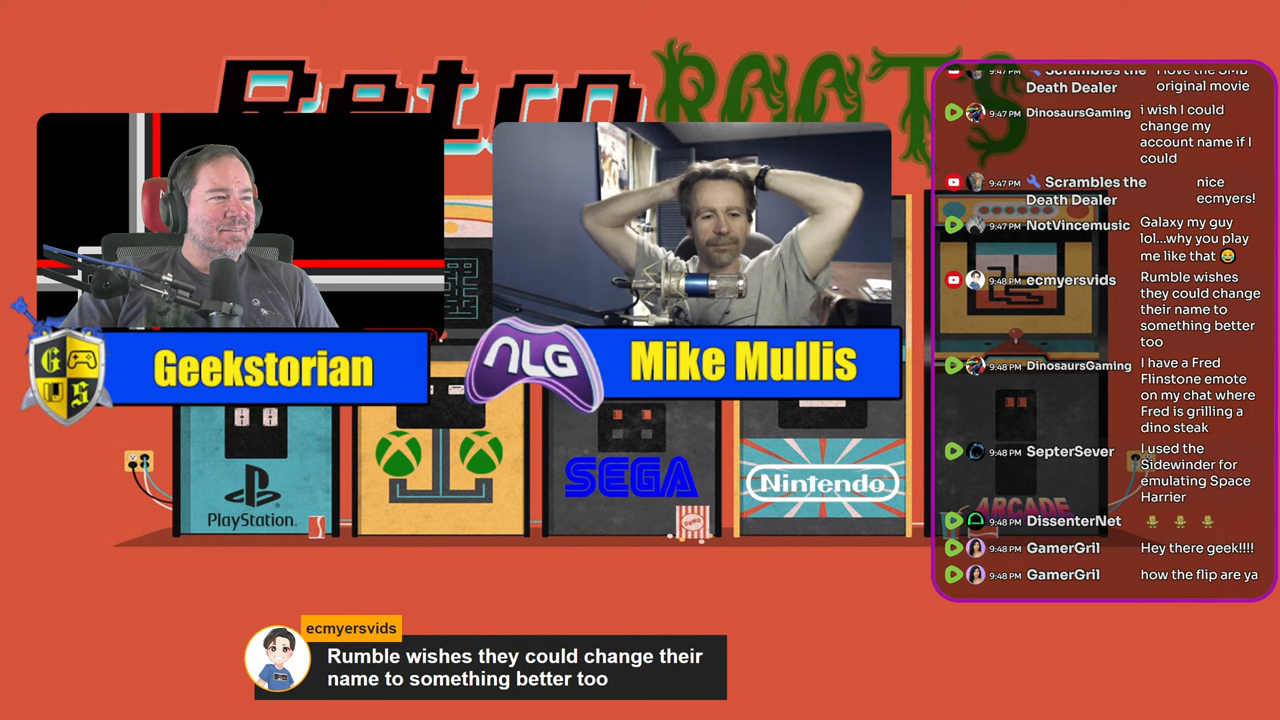 Retro ROOTS
9:47 PM Scrambles the Death Dealer
I love the SMB
original movie
9:47 PM DinosaursGaming
i wish I could
change my
account name if I
could
9:47 PM Scrambles the Death Dealer
nice
ecmyers!
9:47 PM NotVincemusic
Galaxy my guy
lol...why you play
me like that 😂
9:48 PM ecmyersvids
Rumble wishes
they could change
their name to
something better
too
9:48 PM DinosaursGaming
I have a Fred
Flinstone emote
on my chat where
Fred is grilling a
dino steak
9:48 PM SepterSever
I used the
Sidewinder for
emulating Space
Harrier
9:48 PM DissenterNet
9:48 PM GamerGril
Hey there geek!!!!
9:48 PM GamerGril
how the flip are ya
G
U S
Geekstorian
NLG
Mike Mullis
PlayStation.
SEGA
Nintendo
ARCADE
ecmyersvids
Rumble wishes they could change their
name to something better too